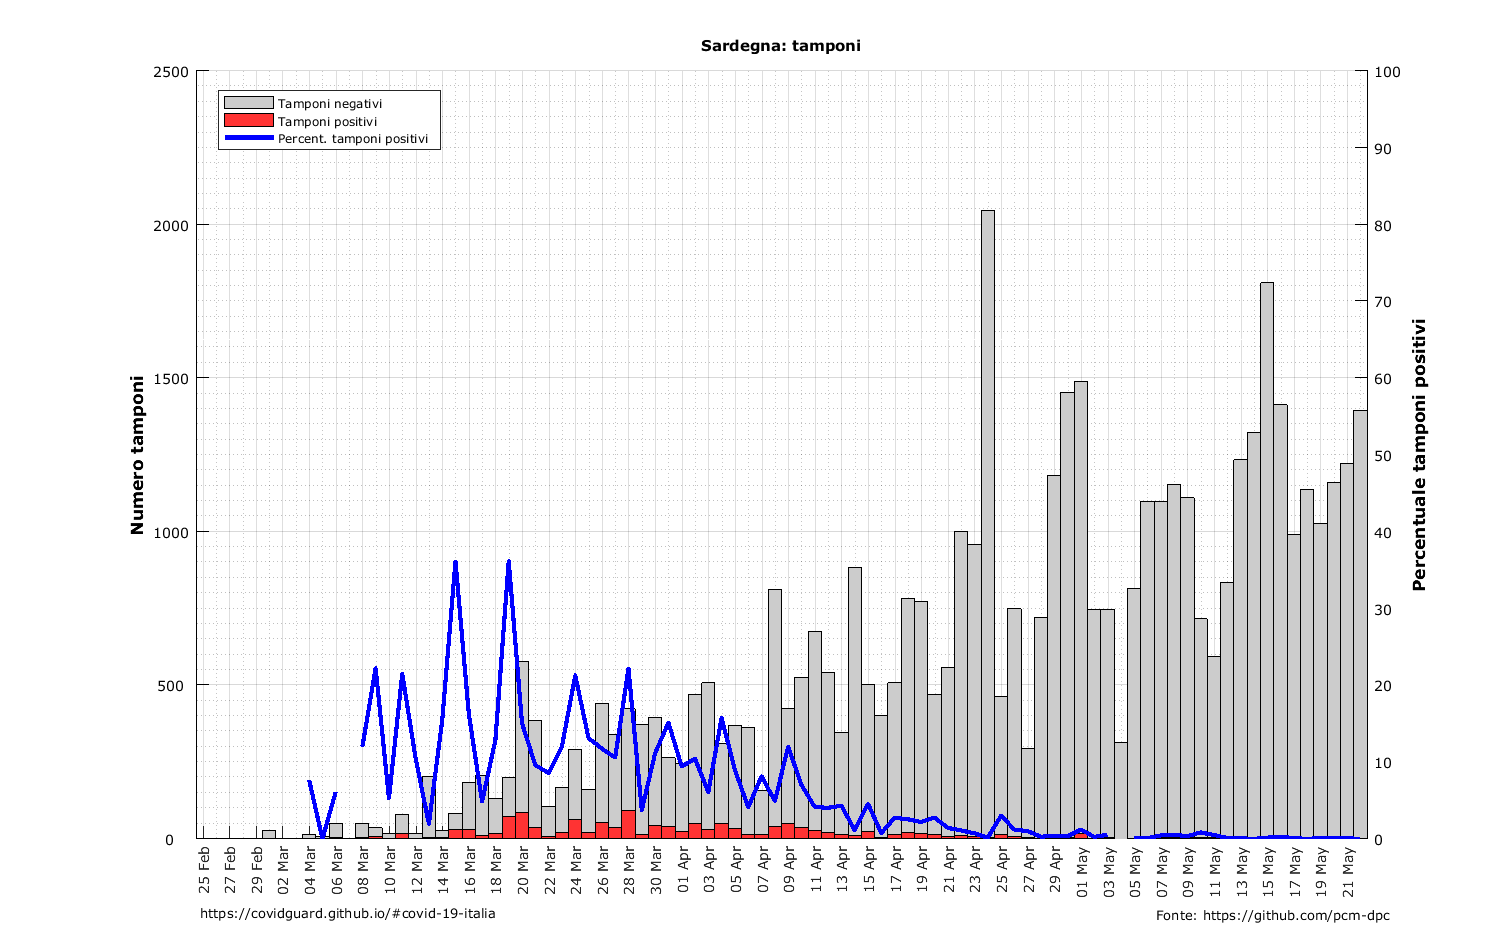 Sardegna: tamponi
2500
2000
1500
1000
500
0
Numero tamponi
Tamponi negativi
Tamponi positivi
Percent. tamponi positivi
100
90
80
70
60
50
40
30
20
10
0
Percentuale tamponi positivi
25 Feb
27 Feb
29 Feb
02 Mar
04 Mar
06 Mar
08 Mar
10 Mar
12 Mar
14 Mar
16 Mar
18 Mar
20 Mar
22 Mar
24 Mar
26 Mar
28 Mar
30 Mar
01 Apr
03 Apr
05 Apr
07 Apr
09 Apr
11 Apr
13 Apr
15 Apr
17 Apr
19 Apr
21 Apr
23 Apr
25 Apr
27 Apr
29 Apr
01 May
03 May
05 May
07 May
09 May
11 May
13 May
15 May
17 May
19 May
21 May
https://covidguard.github.io/#covid-19-italia
Fonte: https://github.com/pcm-dpc